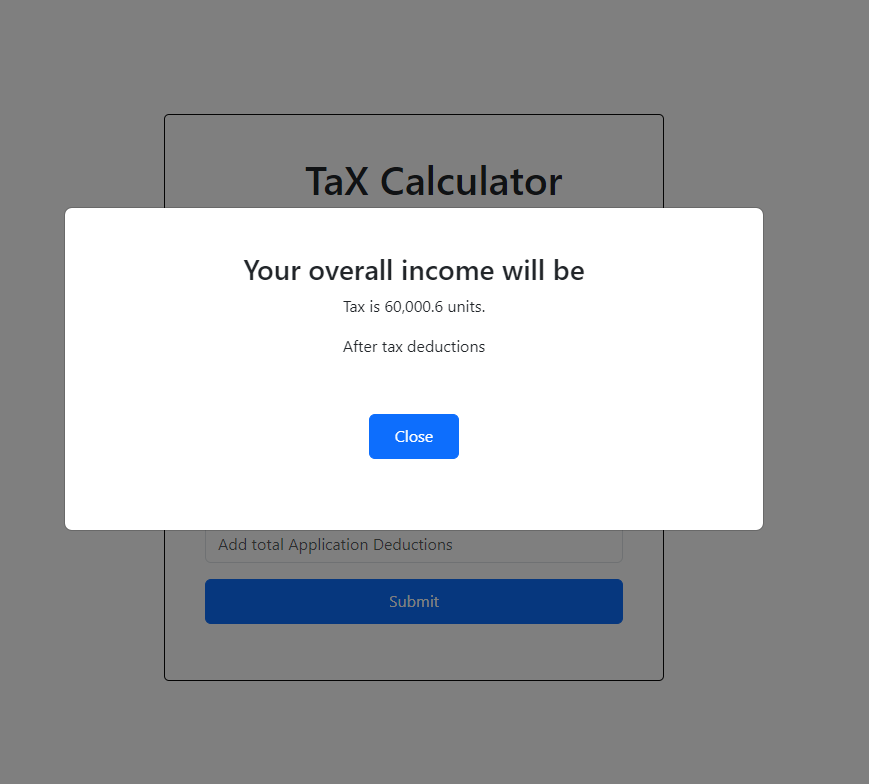 TaX Calculator
Your overall income will be
Tax is 60,000.6 units.
After tax deductions
Close
Add total Application Deductions
Submit